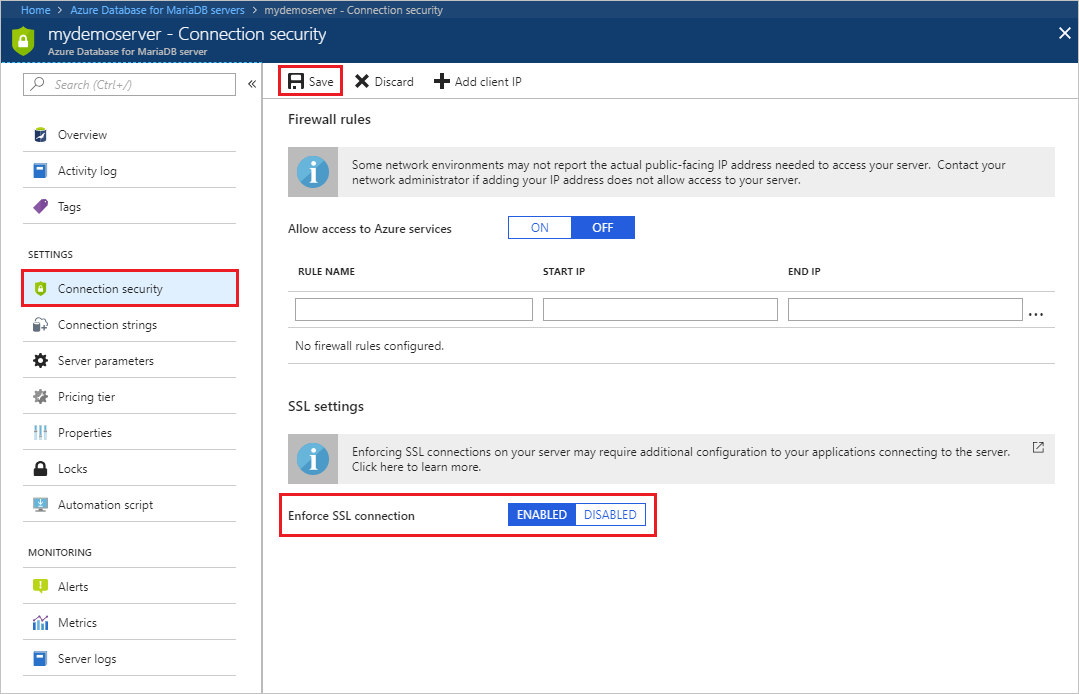 Home > Azure Database for MariaDB servers > mydemoserver - Connection security
mydemoserver - Connection security
Azure Database for MariaDB server
Search (Ctrl+/)
Overview
Activity log
Tags
SETTINGS
Connection security
Connection strings
Server parameters
Pricing tier
Properties
Locks
Automation script
MONITORING
Alerts
Metrics
Server logs
Save Discard Add client IP
Firewall rules
Some network environments may not report the actual public-facing IP address needed to access your server. Contact your
network administrator if adding your IP address does not allow access to your server.
Allow access to Azure services ON OFF
RULE NAME START IP END IP
No firewall rules configured.
SSL settings
Enforcing SSL connections on your server may require additional configuration to your applications connecting to the server.
Click here to learn more.
Enforce SSL connection ENABLED DISABLED